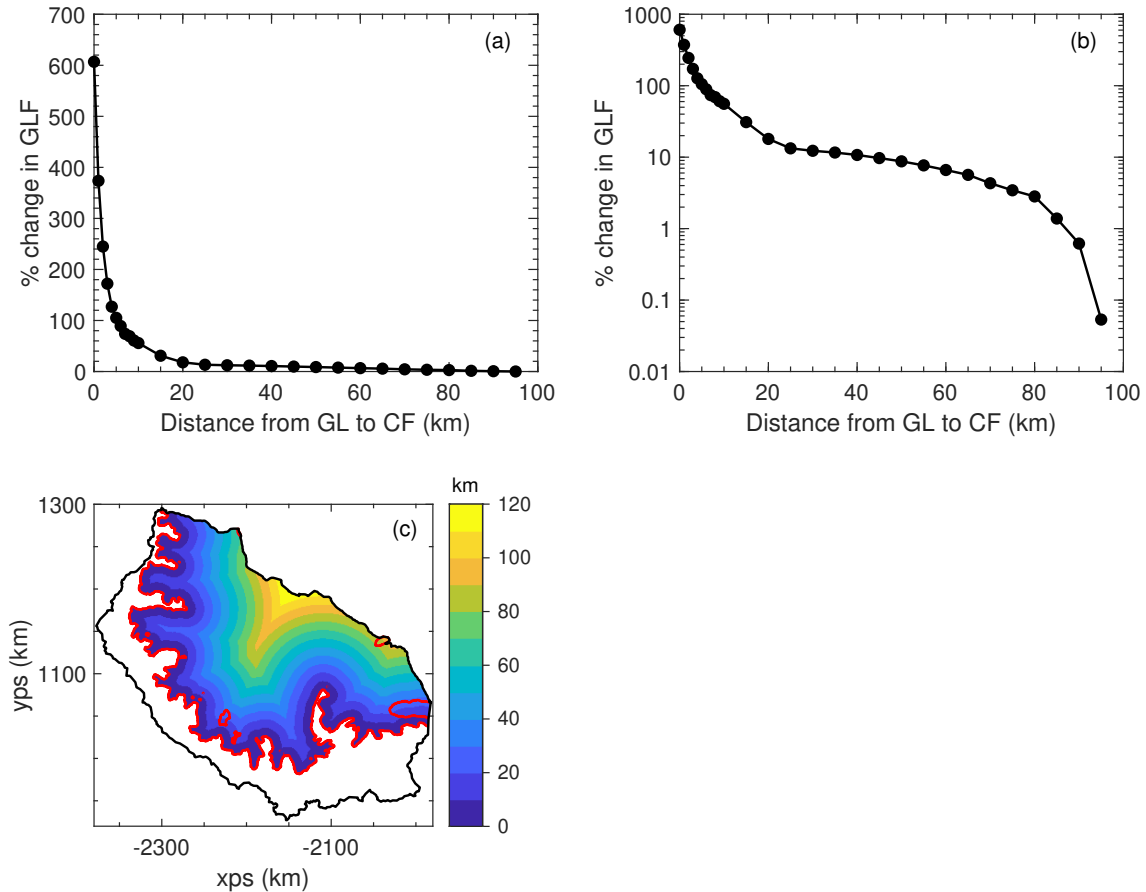 700
600
500
400
300
200
100
0
% change in GLF
(a)
0 20 40 60 80 100
Distance from GL to CF (km)
1000
100
10
1
0.1
0.01
% change in GLF
(b)
0 20 40 60 80 100
Distance from GL to CF (km)
1300
1100
yps (km)
(c)
-2300 -2100
xps (km)
km
120
100
80
60
40
20
0